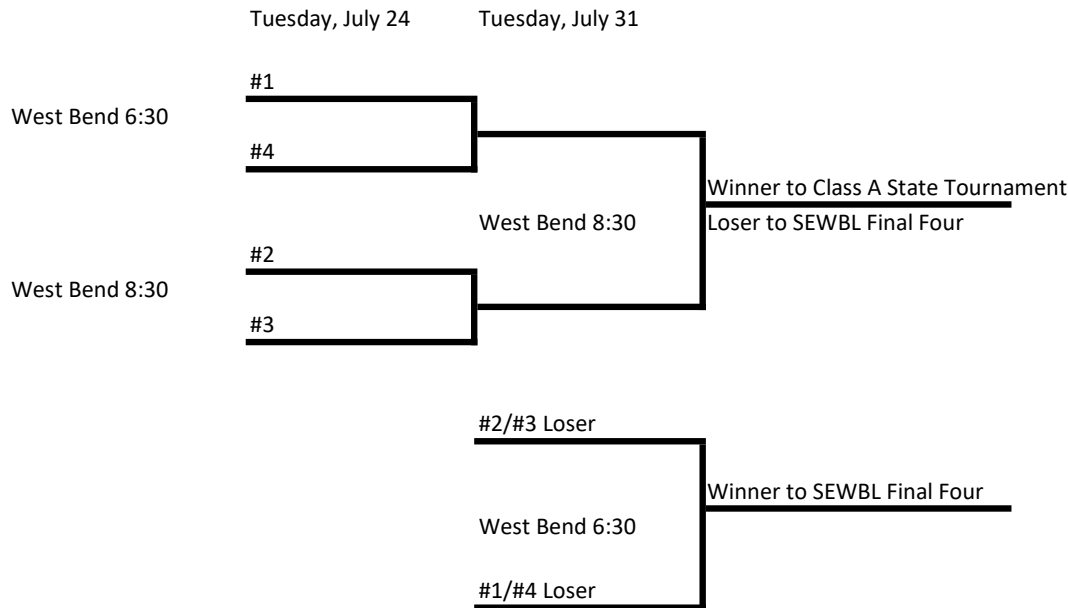 Tuesday, July 24 Tuesday, July 31
#1
West Bend 6:30
#4
Winner to Class A State Tournament
West Bend 8:30 Loser to SEWBL Final Four
#2
West Bend 8:30
#3
#2/#3 Loser
Winner to SEWBL Final Four
West Bend 6:30
#1/#4 Loser